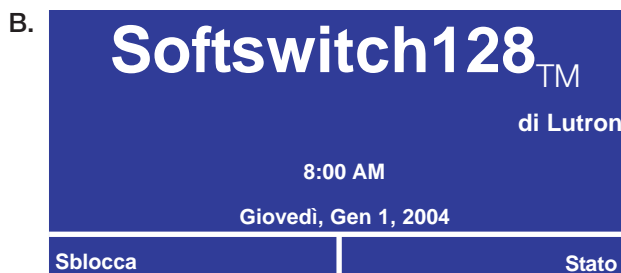 B.
Softswitch128TM
di Lutron
8:00 AM
Giovedì, Gen 1, 2004
Sblocca Stato